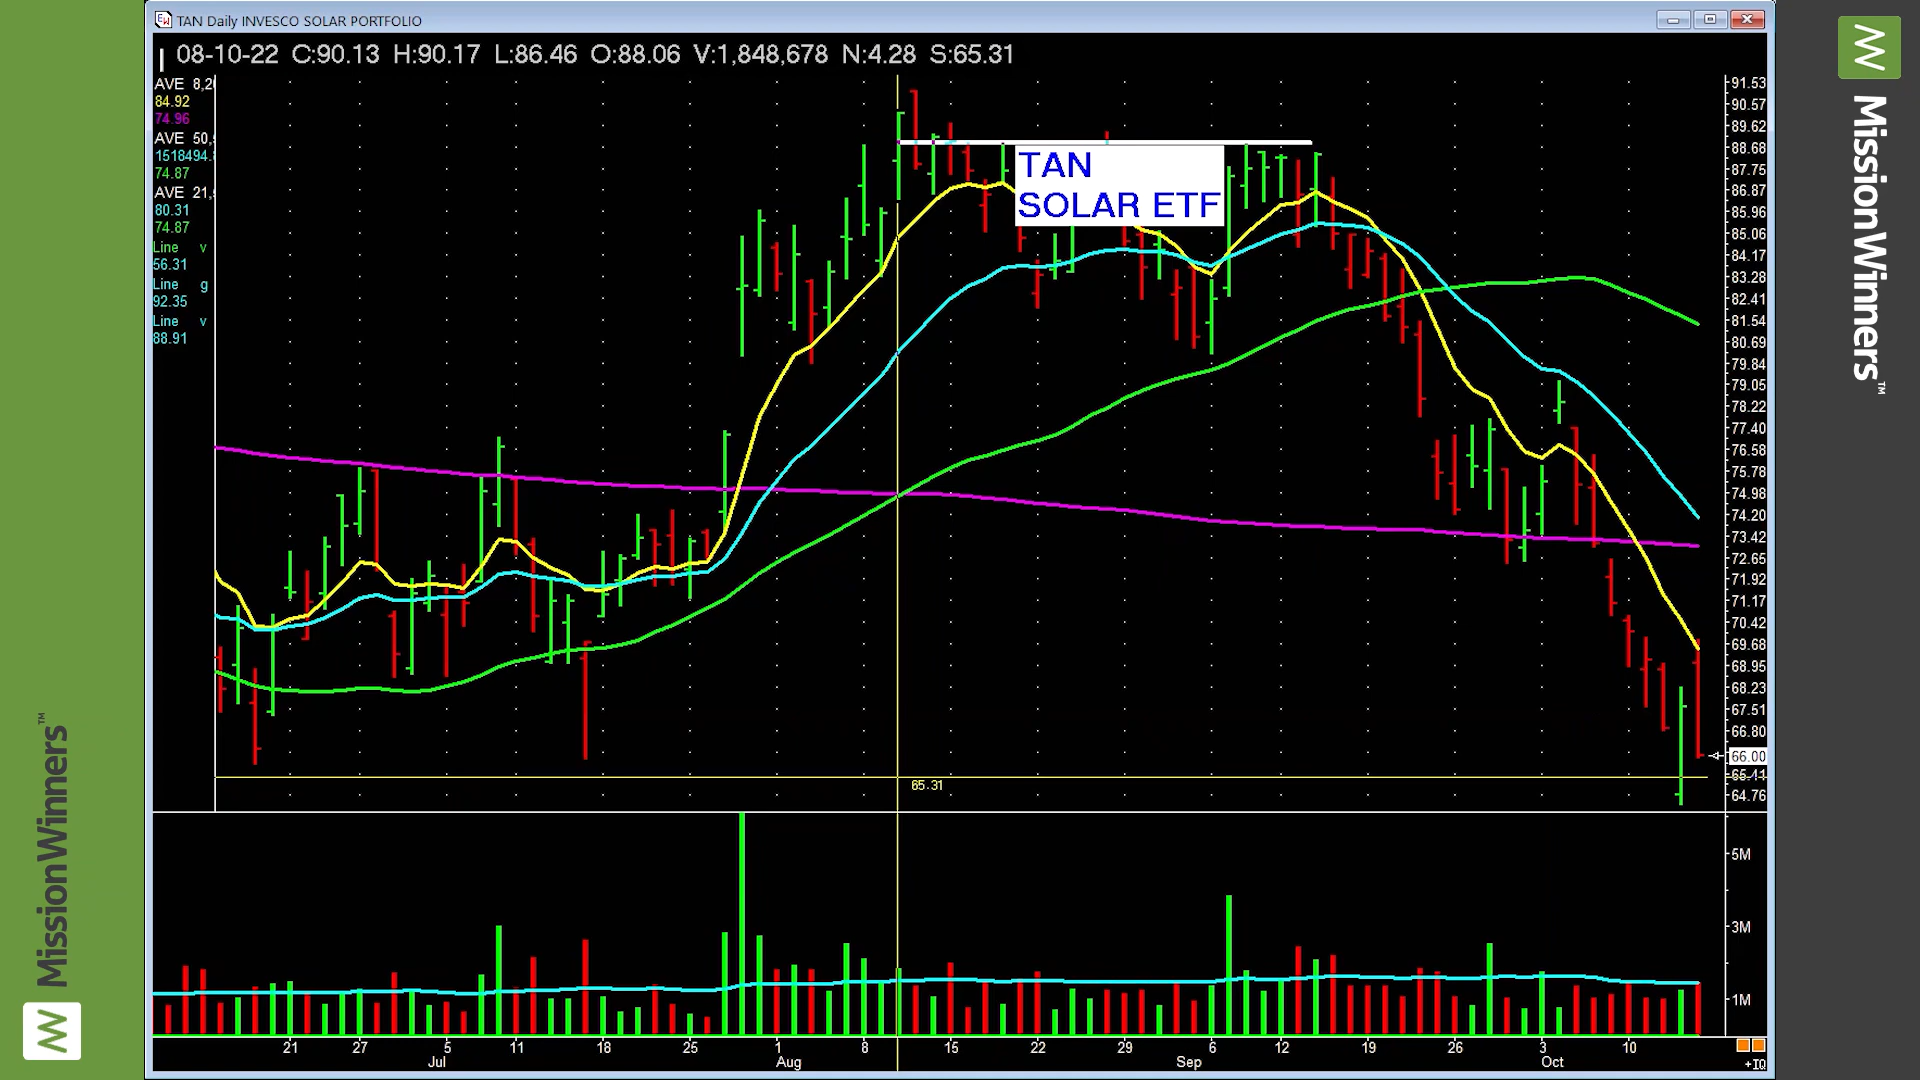 TAN Daily INVESCO SOLAR PORTFOLIO
08-10-22 C:90.13 H:90.17 L:86.46 O:88.06 V:1,848,678 N:4.28 S:65.31
AVE 8,2
84.92
74.96
AVE 50,
1518494.
74.87
AVE 21,
80.31
74.87
Line v
56.31
Line g
92.35
Line v
88.91
TAN
SOLAR ETF
65.31
91.53
90.57
89.62
88.68
87.75
86.87
85.96
85.06
84.17
83.28
82.41
81.54
80.69
79.84
79.05
78.22
77.40
76.58
75.78
74.98
74.20
73.42
72.65
71.92
71.17
70.42
69.68
68.95
68.23
67.51
66.80
66.00
65.41
64.76
5M
3M
1M
21 27 5 11 18 25 1 8 15 22 29 6 12 19 26 3 10
Jul Aug Sep Oct
+IQ
MissionWinners™
MissionWinners™